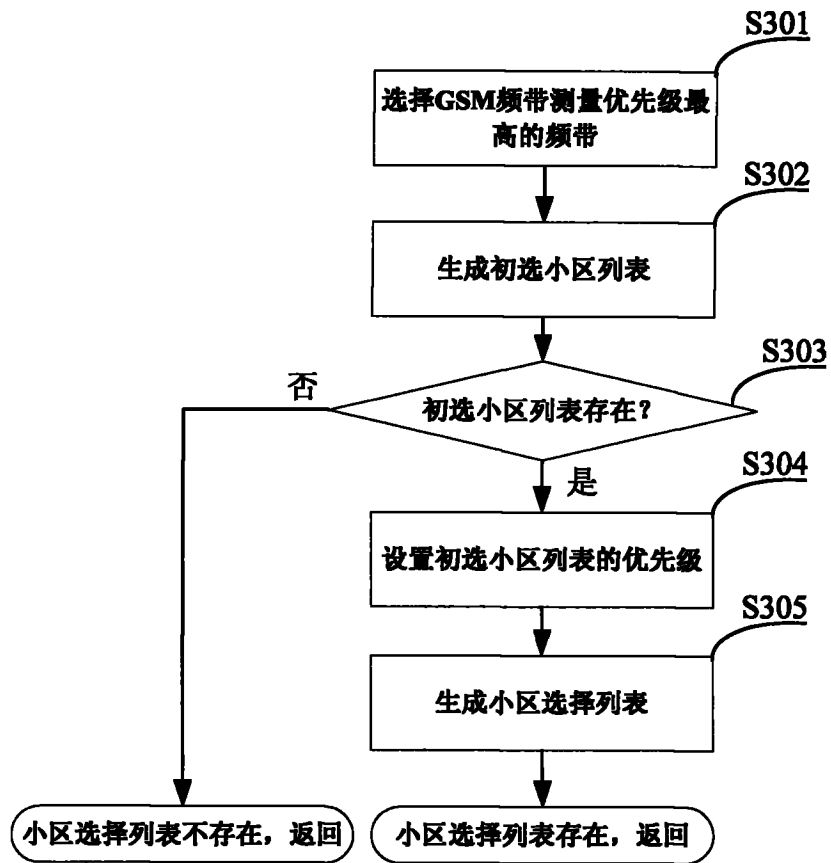 S301
选择GSM频带测量优先级最
高的频带
S302
生成初选小区列表
S303
初选小区列表存在？
否
是
S304
设置初选小区列表的优先级
S305
生成小区选择列表
小区选择列表不存在，返回
小区选择列表存在，返回